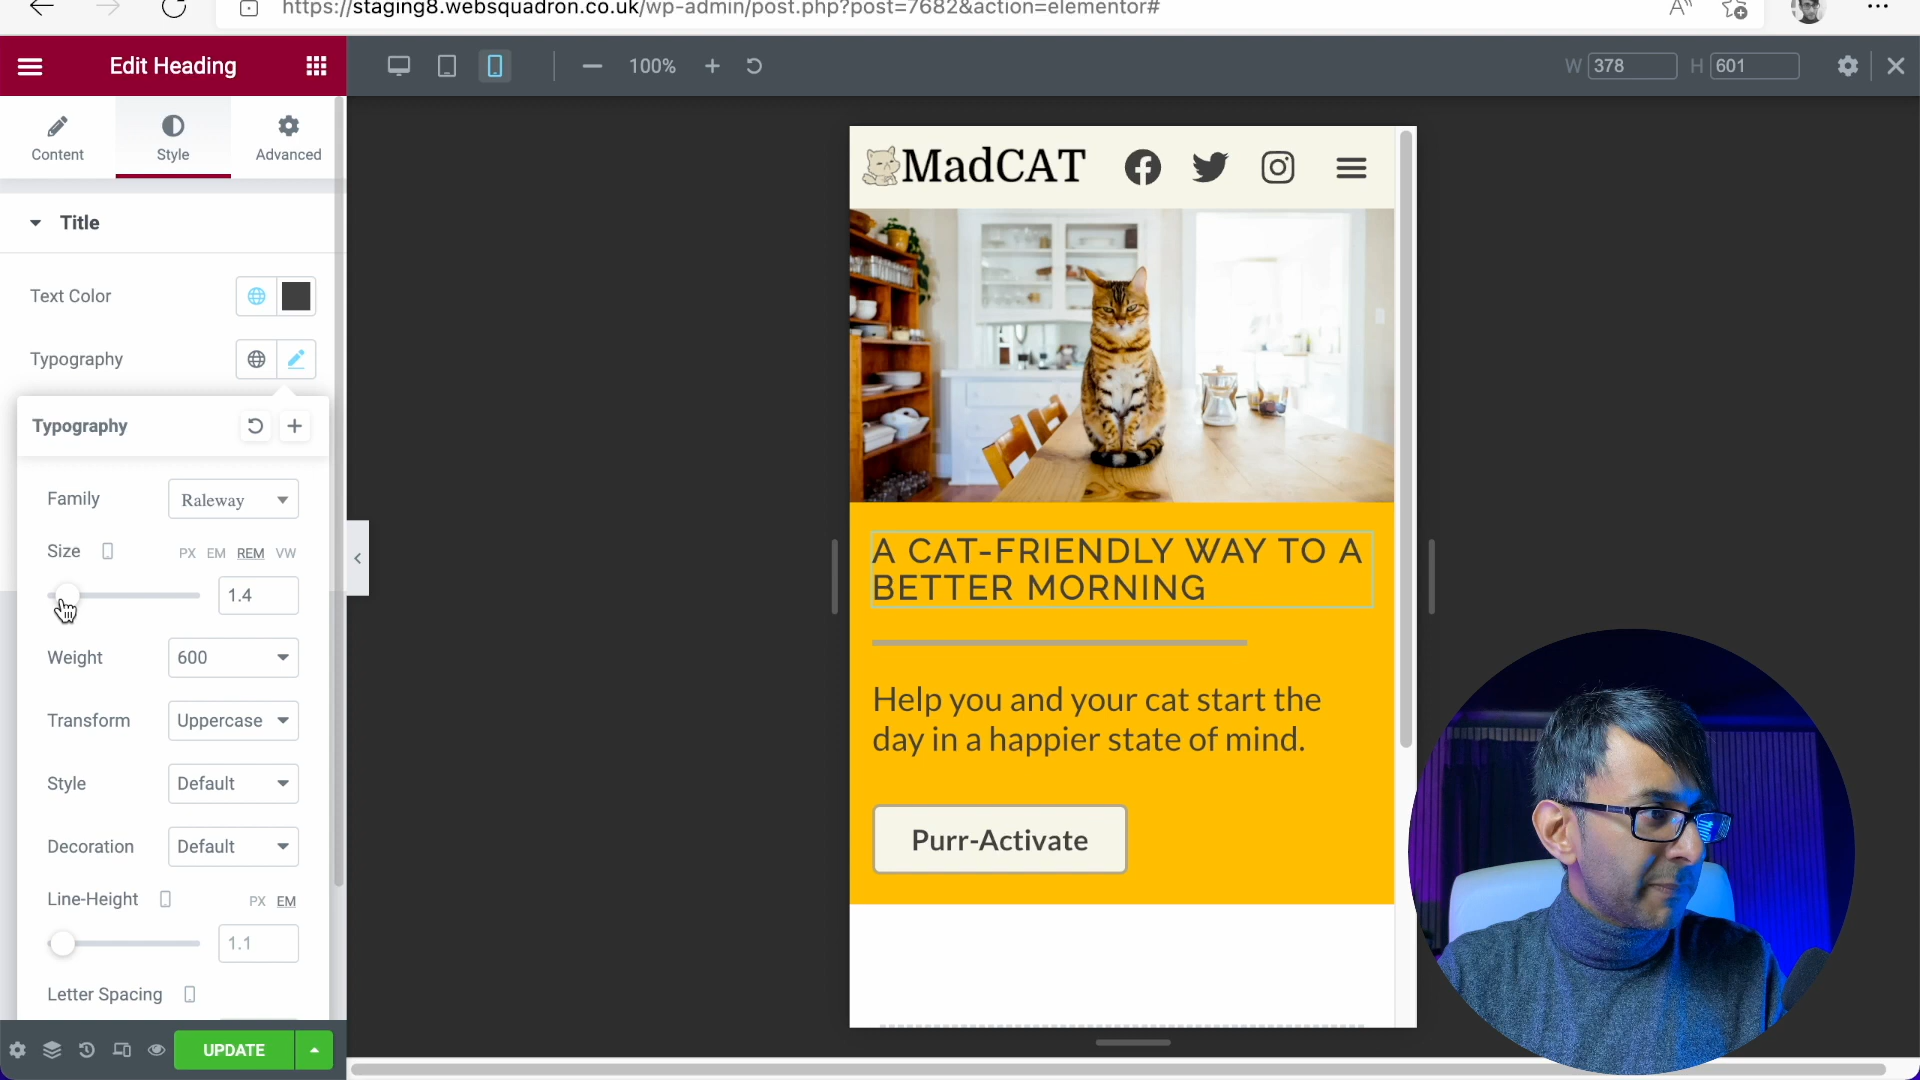 https://staging8.websquadron.co.uk/wp-admin/post.php?post=7682&action=elementor#
Edit Heading
100%
W 378 H 601
Content
Style
Advanced
Title
Text Color
Typography
Typography
Family
Raleway
Size
PX EM REM VW
1.4
Weight
600
Transform
Uppercase
Style
Default
Decoration
Default
Line-Height
PX EM
1.1
Letter Spacing
UPDATE
MadCAT
A CAT-FRIENDLY WAY TO A
BETTER MORNING
Help you and your cat start the
day in a happier state of mind.
Purr-Activate